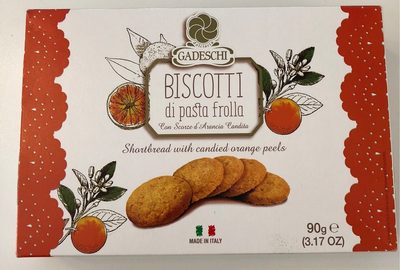 GADESCHI
BISCOTTI
di pasta frolla
Con Scorze d'Arancia Candita
Shortbread with candied orange peels
MADE IN ITALY
90g ℮
(3.17 OZ)